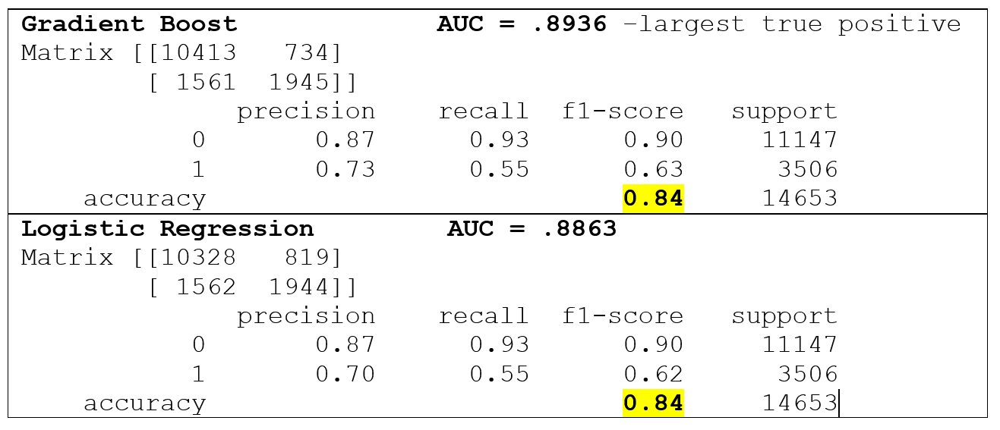 Gradient Boost AUC = .8936 –largest true positive
Matrix [[10413 734]
[ 1561 1945]]
precision recall f1-score support
0 0.87 0.93 0.90 11147
1 0.73 0.55 0.63 3506
accuracy 0.84 14653
Logistic Regression AUC = .8863
Matrix [[10328 819]
[ 1562 1944]]
precision recall f1-score support
0 0.87 0.93 0.90 11147
1 0.70 0.55 0.62 3506
accuracy 0.84 14653